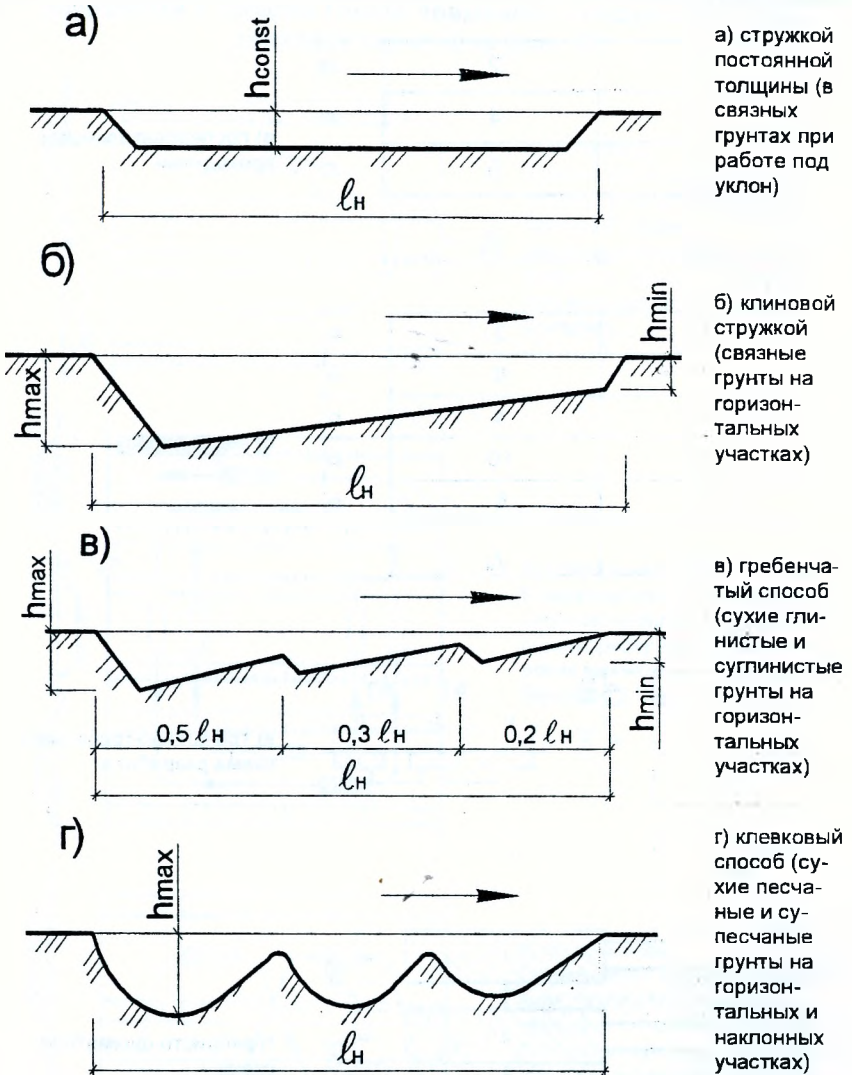 а)
hconst
ℓн
а) стружкой
постоянной
толщины (в
связных
грунтах при
работе под
уклон)
б)
hmax
hmin
ℓн
б) клиновой
стружкой
(связные
грунты на
горизон-
тальных
участках)
в)
hmax
hmin
0,5 ℓн
0,3 ℓн
0,2 ℓн
ℓн
в) гребенча-
тый способ
(сухие гли-
нистые и
суглинистые
грунты на
горизон-
тальных
участках)
г)
hmax
ℓн
г) клевковый
способ (су-
хие песча-
ные и су-
песчаные
грунты на
горизон-
тальных и
наклонных
участках)